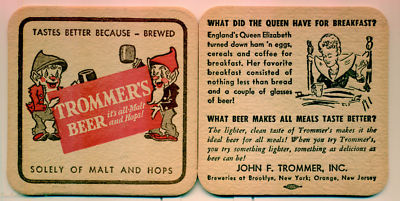 TASTES BETTER BECAUSE - BREWED
TROMMER'S
BEER it's all-Malt
and Hops!
SOLELY OF MALT AND HOPS
WHAT DID THE QUEEN HAVE FOR BREAKFAST?
England's Queen Elizabeth
turned down ham 'n eggs,
cereals and coffee for
breakfast. Her favorite
breakfast consisted of
nothing less than bread
and a couple of glasses
of beer!
WHAT BEER MAKES ALL MEALS TASTE BETTER?
The lighter, clean taste of Trommer's makes it the
ideal beer for all meals! When you try Trommer's,
you try something lighter, something as delicious as
beer can be!
JOHN F. TROMMER, INC.
Breweries at Brooklyn, New York; Orange, New Jersey